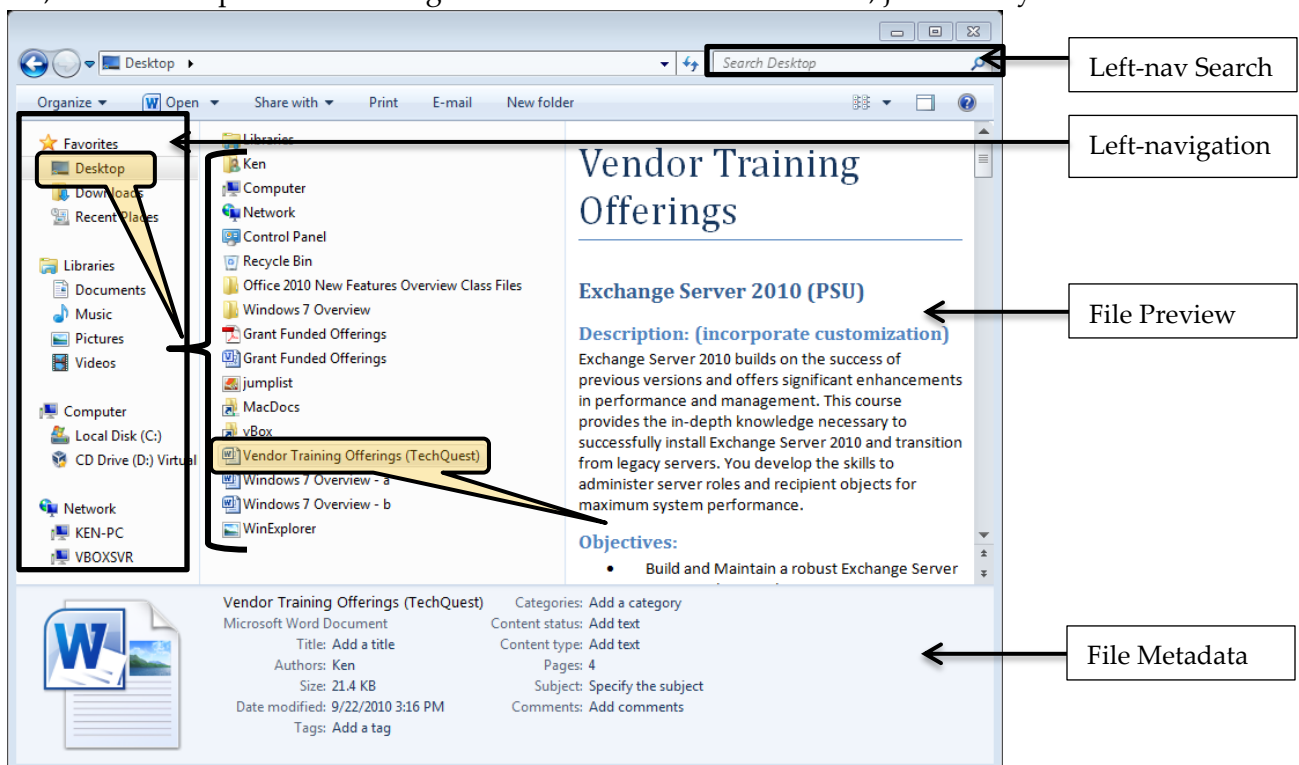 Desktop
Search Desktop
Left-nav Search
Organize
Open
Share with
Print
E-mail
New folder
Left-navigation
Favorites
Desktop
Downloads
Recent Places
Libraries
Documents
Music
Pictures
Videos
Computer
Local Disk (C:)
CD Drive (D:) Virtual
Network
KEN-PC
VBOXSVR
Libraries
Ken
Computer
Network
Control Panel
Recycle Bin
Office 2010 New Features Overview Class Files
Windows 7 Overview
Grant Funded Offerings
Grant Funded Offerings
jumplist
MacDocs
vBox
Vendor Training Offerings (TechQuest)
Windows 7 Overview - a
Windows 7 Overview - b
WinExplorer
Vendor Training
Offerings
Exchange Server 2010 (PSU)
Description: (incorporate customization)
Exchange Server 2010 builds on the success of
previous versions and offers significant enhancements
in performance and management. This course
provides the in-depth knowledge necessary to
successfully install Exchange Server 2010 and transition
from legacy servers. You develop the skills to
administer server roles and recipient objects for
maximum system performance.
Objectives:
• Build and Maintain a robust Exchange Server
File Preview
Vendor Training Offerings (TechQuest)
Microsoft Word Document
Title: Add a title
Authors: Ken
Size: 21.4 KB
Date modified: 9/22/2010 3:16 PM
Tags: Add a tag
Categories: Add a category
Content status: Add text
Content type: Add text
Pages: 4
Subject: Specify the subject
Comments: Add comments
File Metadata